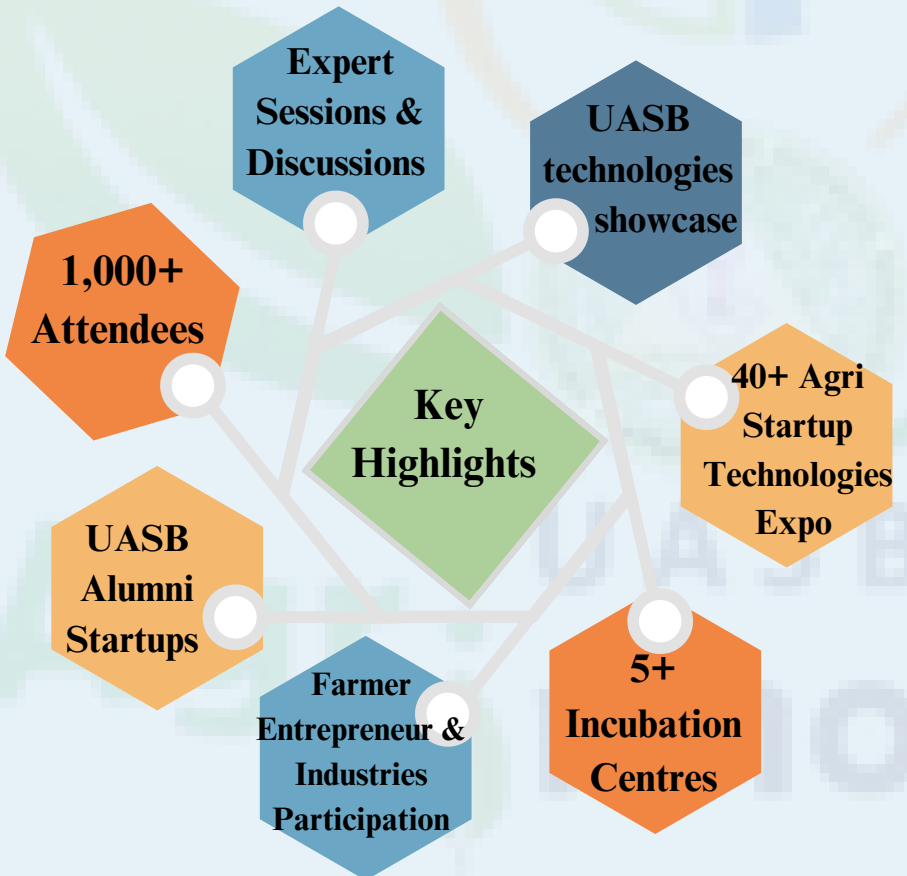 Expert
Sessions &
Discussions
UASB
technologies
showcase
1,000+
Attendees
Key
Highlights
40+ Agri
Startup
Technologies
Expo
UASB
Alumni
Startups
Farmer
Entrepreneur &
Industries
Participation
5+
Incubation
Centres
UASB